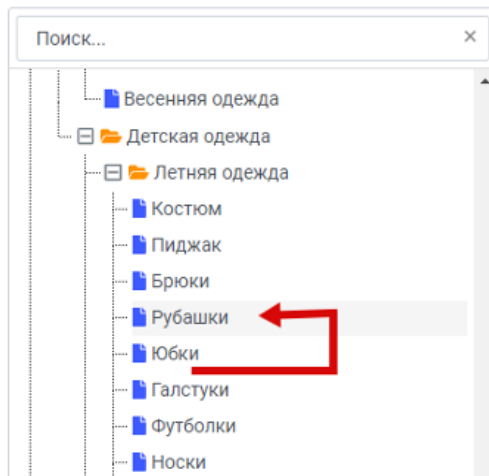 Поиск...
Весенняя одежда
Детская одежда
Летняя одежда
Костюм
Пиджак
Брюки
Рубашки
Юбки
Галстуки
Футболки
Носки